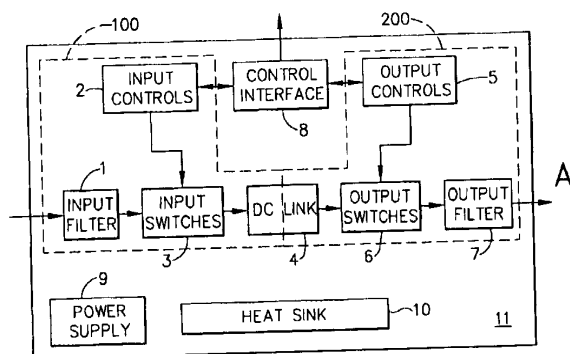 100
200
2
INPUT
CONTROLS
CONTROL
INTERFACE
8
OUTPUT
CONTROLS
5
1
INPUT
FILTER
INPUT
SWITCHES
3
DC LINK
4
OUTPUT
SWITCHES
6
OUTPUT
FILTER
7
A
9
POWER
SUPPLY
HEAT SINK
10
11